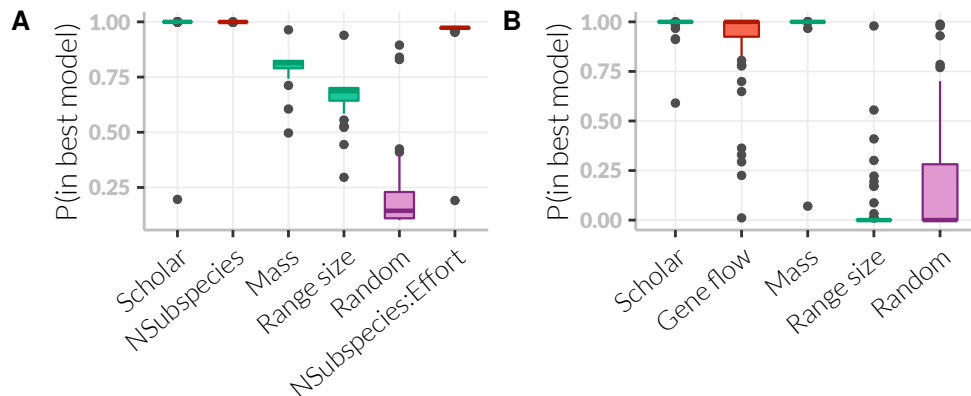 A
P(in best model)
1.00
0.75
0.50
0.25
Scholar
NSubspecies
Mass
Range size
Random
NSubspecies:Effort
B
P(in best model)
1.00
0.75
0.50
0.25
0.00
Scholar
Gene flow
Mass
Range size
Random